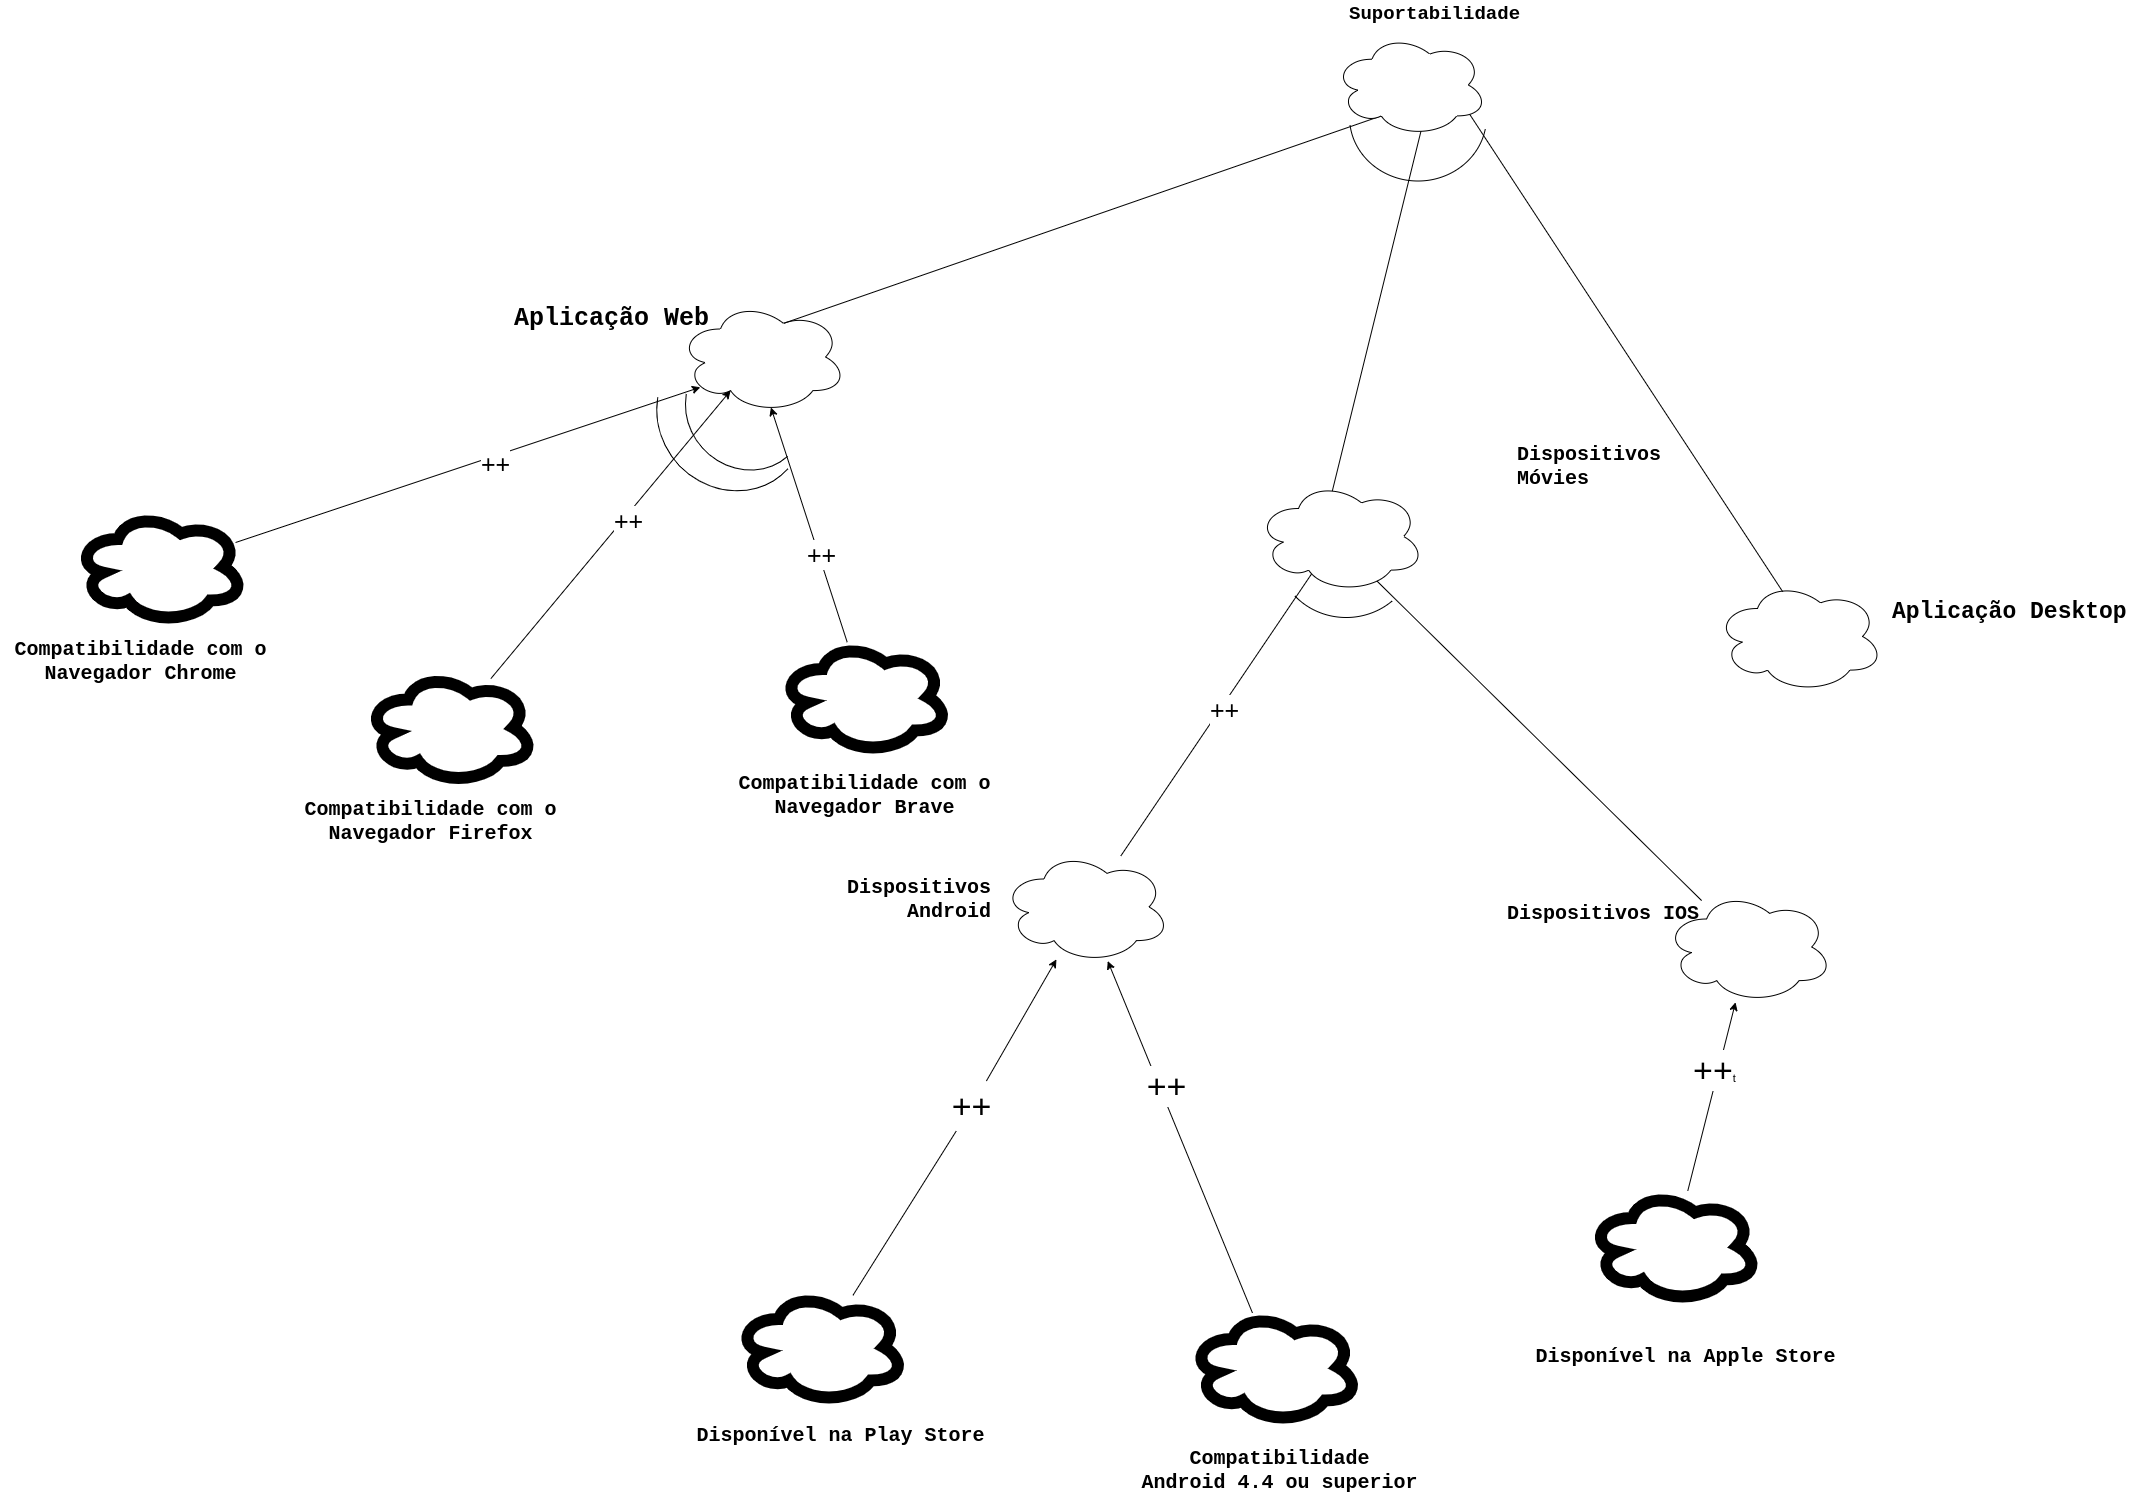 Suportabilidade
Aplicação Web
++
++
++
Compatibilidade com o
Navegador Chrome
Compatibilidade com o
Navegador Firefox
Compatibilidade com o
Navegador Brave
Dispositivos
Móvies
Aplicação Desktop
++
Dispositivos
Android
Dispositivos IOS
++
++
++t
Disponível na Play Store
Compatibilidade
Android 4.4 ou superior
Disponível na Apple Store